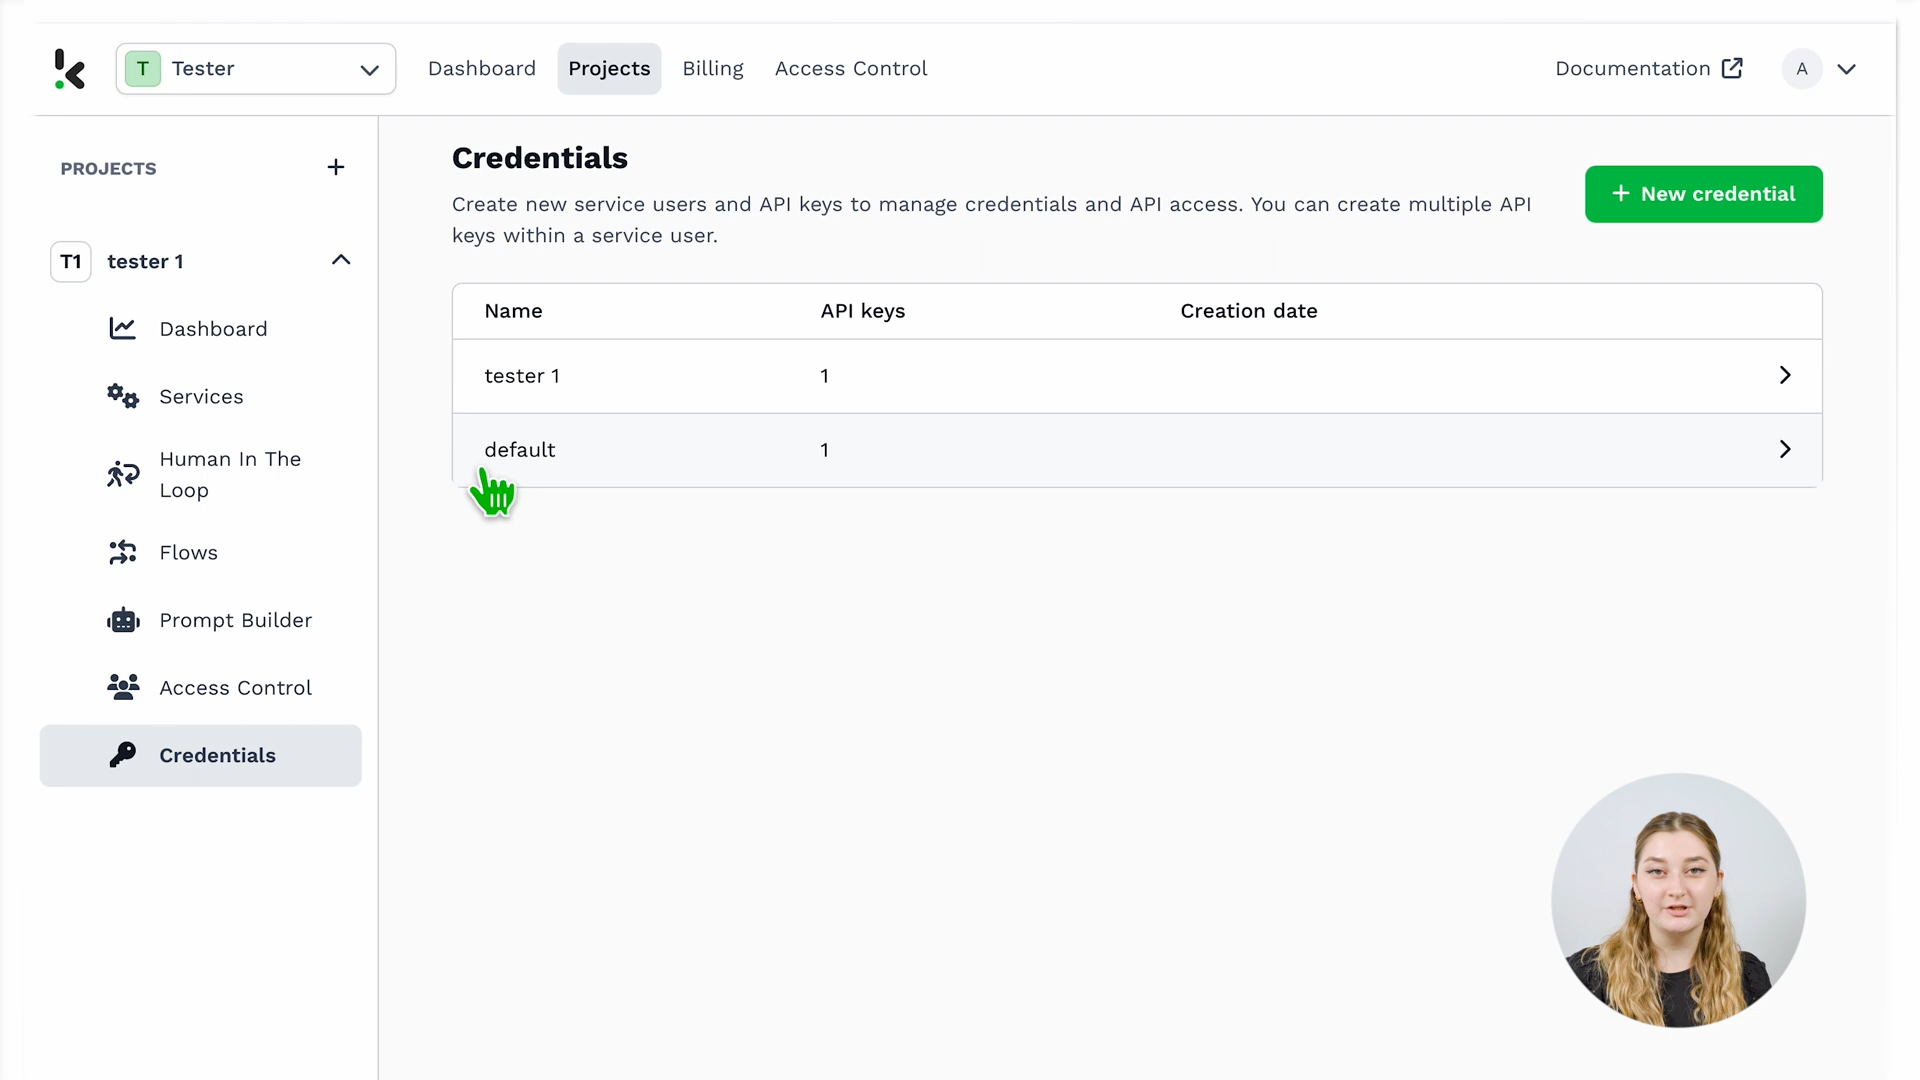 T Tester
Dashboard
Projects
Billing
Access Control
Documentation
A
PROJECTS
T1 tester 1
Dashboard
Services
Human In The
Loop
Flows
Prompt Builder
Access Control
Credentials
Credentials
Create new service users and API keys to manage credentials and API access. You can create multiple API
keys within a service user.
+ New credential
Name API keys Creation date
tester 1 1
default 1